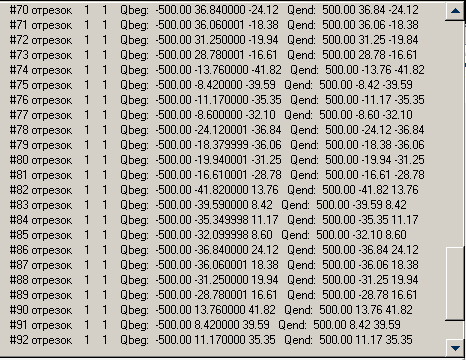 #70 отрезок 1 1 Qbeg: -500.00 36.840000 -24.12 Qend: 500.00 36.84 -24.12
#71 отрезок 1 1 Qbeg: -500.00 36.060001 -18.38 Qend: 500.00 36.06 -18.38
#72 отрезок 1 1 Qbeg: -500.00 31.250000 -19.94 Qend: 500.00 31.25 -19.84
#73 отрезок 1 1 Qbeg: -500.00 28.780001 -16.61 Qend: 500.00 28.78 -16.61
#74 отрезок 1 1 Qbeg: -500.00 -13.760000 -41.82 Qend: 500.00 -13.76 -41.82
#75 отрезок 1 1 Qbeg: -500.00 -8.420000 -39.59 Qend: 500.00 -8.42 -39.59
#76 отрезок 1 1 Qbeg: -500.00 -11.170000 -35.35 Qend: 500.00 -11.17 -35.35
#77 отрезок 1 1 Qbeg: -500.00 -8.600000 -32.10 Qend: 500.00 -8.60 -32.10
#78 отрезок 1 1 Qbeg: -500.00 -24.120001 -36.84 Qend: 500.00 -24.12 -36.84
#79 отрезок 1 1 Qbeg: -500.00 -18.379999 -36.06 Qend: 500.00 -18.38 -36.06
#80 отрезок 1 1 Qbeg: -500.00 -19.940001 -31.25 Qend: 500.00 -19.94 -31.25
#81 отрезок 1 1 Qbeg: -500.00 -16.610001 -28.78 Qend: 500.00 -16.61 -28.78
#82 отрезок 1 1 Qbeg: -500.00 -41.820000 13.76 Qend: 500.00 -41.82 13.76
#83 отрезок 1 1 Qbeg: -500.00 -39.590000 8.42 Qend: 500.00 -39.59 8.42
#84 отрезок 1 1 Qbeg: -500.00 -35.349998 11.17 Qend: 500.00 -35.35 11.17
#85 отрезок 1 1 Qbeg: -500.00 -32.099998 8.60 Qend: 500.00 -32.10 8.60
#86 отрезок 1 1 Qbeg: -500.00 -36.840000 24.12 Qend: 500.00 -36.84 24.12
#87 отрезок 1 1 Qbeg: -500.00 -36.060001 18.38 Qend: 500.00 -36.06 18.38
#88 отрезок 1 1 Qbeg: -500.00 -31.250000 19.94 Qend: 500.00 -31.25 19.94
#89 отрезок 1 1 Qbeg: -500.00 -28.780001 16.61 Qend: 500.00 -28.78 16.61
#90 отрезок 1 1 Qbeg: -500.00 13.760000 41.82 Qend: 500.00 13.76 41.82
#91 отрезок 1 1 Qbeg: -500.00 8.420000 39.59 Qend: 500.00 8.42 39.59
#92 отрезок 1 1 Qbeg: -500.00 11.170000 35.35 Qend: 500.00 11.17 35.35